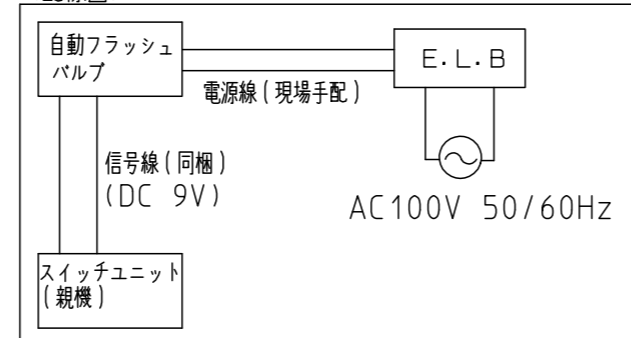 自動フラッシュ
バルブ
E.L.B
電源線(現場手配)
信号線(同梱)
(DC 9V)
AC100V 50/60Hz
スイッチユニット
(親機)